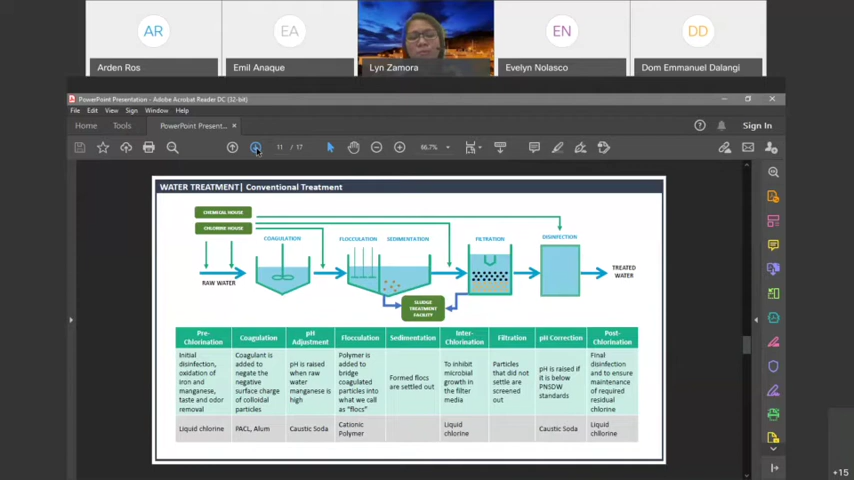 AR
EA
EN
DD
Arden Ros
Emil Anaque
Lyn Zamora
Evelyn Nolasco
Dom Emmanuel Dalangi
PowerPoint Presentation - Adobe Acrobat Reader DC (32-bit)
File Edit View Sign Window Help
Home Tools PowerPoint Present... × Sign In
11 / 17 66.7%
WATER TREATMENT| Conventional Treatment
CHEMICAL HOUSE
CHLORINE HOUSE
COAGULATION
FLOCCULATION
SEDIMENTATION
FILTRATION
DISINFECTION
RAW WATER
TREATED
WATER
SLUDGE
TREATMENT
FACILITY
Pre-
Chlorination
Coagulation
pH
Adjustment
Flocculation
Sedimentation
Inter-
Chlorination
Filtration
pH Correction
Post-
Chlorination
Initial
disinfection,
oxidation of
iron and
manganese,
taste and odor
removal
Coagulant is
added to
negate the
negative
surface charge
of colloidal
particles
pH is raised
when raw
water
manganese is
high
Polymer is
added to
bridge
coagulated
particles into
what we call
as “flocs”
Formed flocs
are settled out
To inhibit
microbial
growth in
the filter
media
Particles
that did not
settle are
screened
out
pH is raised if
it is below
PNSDW
standards
Final
disinfection
and to ensure
maintenance
of required
residual
chlorine
Liquid chlorine
PACL, Alum
Caustic Soda
Cationic
Polymer
Liquid
chlorine
Caustic Soda
Liquid
chllorine
+15